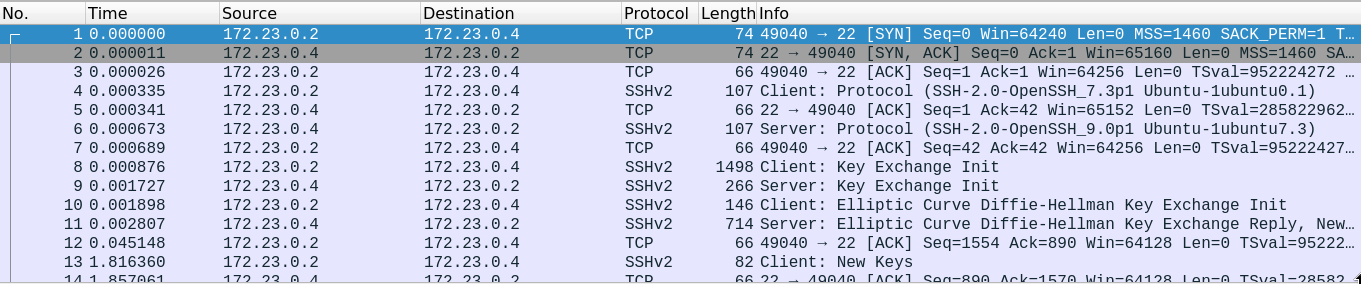 No. Time Source Destination Protocol Length Info
1 0.000000 172.23.0.2 172.23.0.4 TCP 74 49040 → 22 [SYN] Seq=0 Win=64240 Len=0 MSS=1460 SACK_PERM=1 T…
2 0.000011 172.23.0.4 172.23.0.2 TCP 74 22 → 49040 [SYN, ACK] Seq=0 Ack=1 Win=65160 Len=0 MSS=1460 SA…
3 0.000026 172.23.0.2 172.23.0.4 TCP 66 49040 → 22 [ACK] Seq=1 Ack=1 Win=64256 Len=0 TSval=952224272 …
4 0.000335 172.23.0.2 172.23.0.4 SSHv2 107 Client: Protocol (SSH-2.0-OpenSSH_7.3p1 Ubuntu-1ubuntu0.1)
5 0.000341 172.23.0.4 172.23.0.2 TCP 66 22 → 49040 [ACK] Seq=1 Ack=42 Win=65152 Len=0 TSval=285822962…
6 0.000673 172.23.0.4 172.23.0.2 SSHv2 107 Server: Protocol (SSH-2.0-OpenSSH_9.0p1 Ubuntu-1ubuntu7.3)
7 0.000689 172.23.0.2 172.23.0.4 TCP 66 49040 → 22 [ACK] Seq=42 Ack=42 Win=64256 Len=0 TSval=95222427…
8 0.000876 172.23.0.2 172.23.0.4 SSHv2 1498 Client: Key Exchange Init
9 0.001727 172.23.0.4 172.23.0.2 SSHv2 266 Server: Key Exchange Init
10 0.001898 172.23.0.2 172.23.0.4 SSHv2 146 Client: Elliptic Curve Diffie-Hellman Key Exchange Init
11 0.002807 172.23.0.4 172.23.0.2 SSHv2 714 Server: Elliptic Curve Diffie-Hellman Key Exchange Reply, New…
12 0.045148 172.23.0.2 172.23.0.4 TCP 66 49040 → 22 [ACK] Seq=1554 Ack=890 Win=64128 Len=0 TSval=95222…
13 1.816360 172.23.0.2 172.23.0.4 SSHv2 82 Client: New Keys
14 1.857061 172.23.0.4 172.23.0.2 TCP 66 22 → 49040 [ACK] Seq=890 Ack=1570 Win=64128 Len=0 TSval=28582…